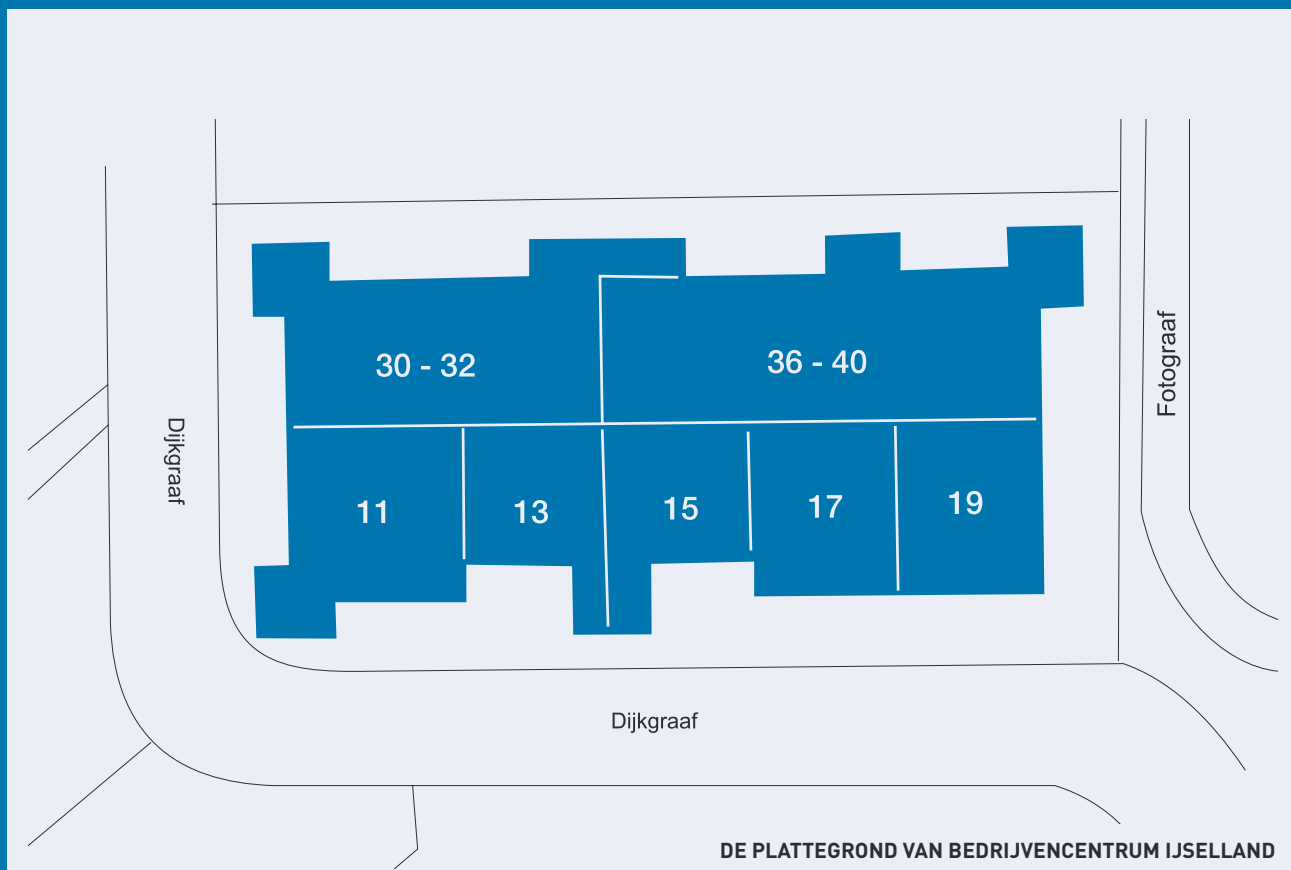 Fotograaf
30 - 32
36 - 40
Dijkgraaf
11
13
15
17
19
Dijkgraaf
DE PLATTEGROND VAN BEDRIJVENCENTRUM IJSELLAND